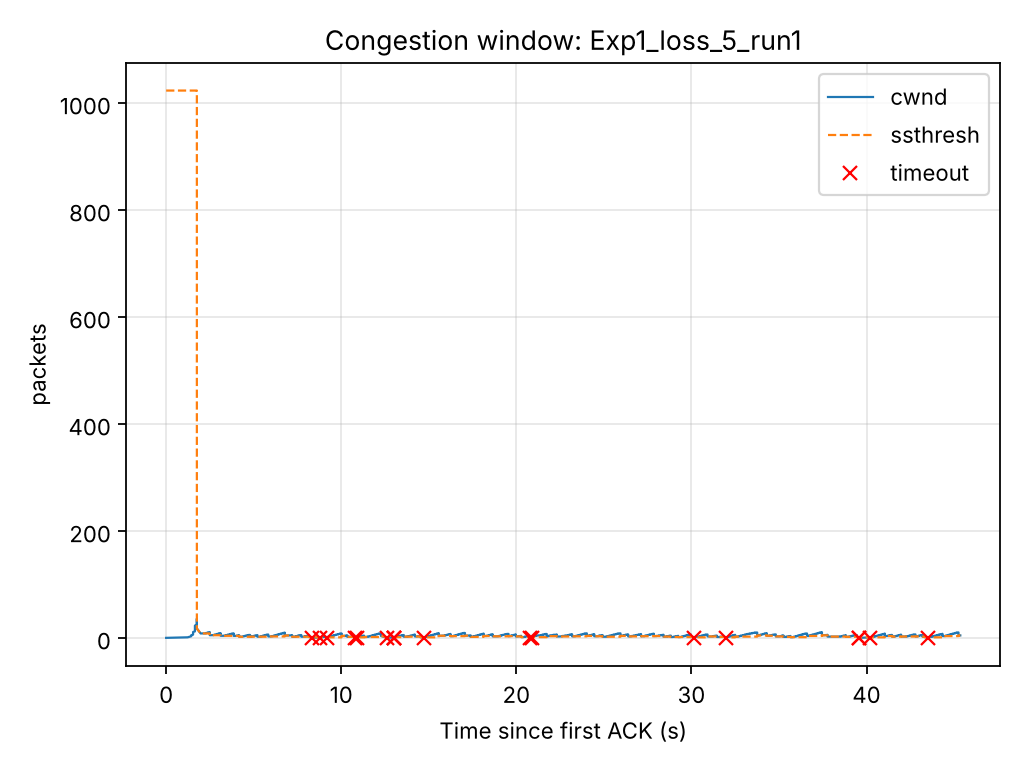 Congestion window: Exp1_loss_5_run1
cwnd
ssthresh
timeout
1000
800
600
400
200
0
packets
0 10 20 30 40
Time since first ACK (s)